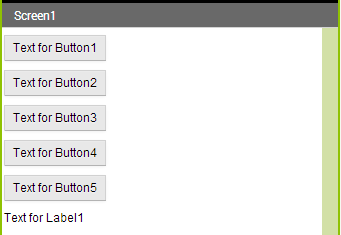 Screen1
Text for Button1
Text for Button2
Text for Button3
Text for Button4
Text for Button5
Text for Label1